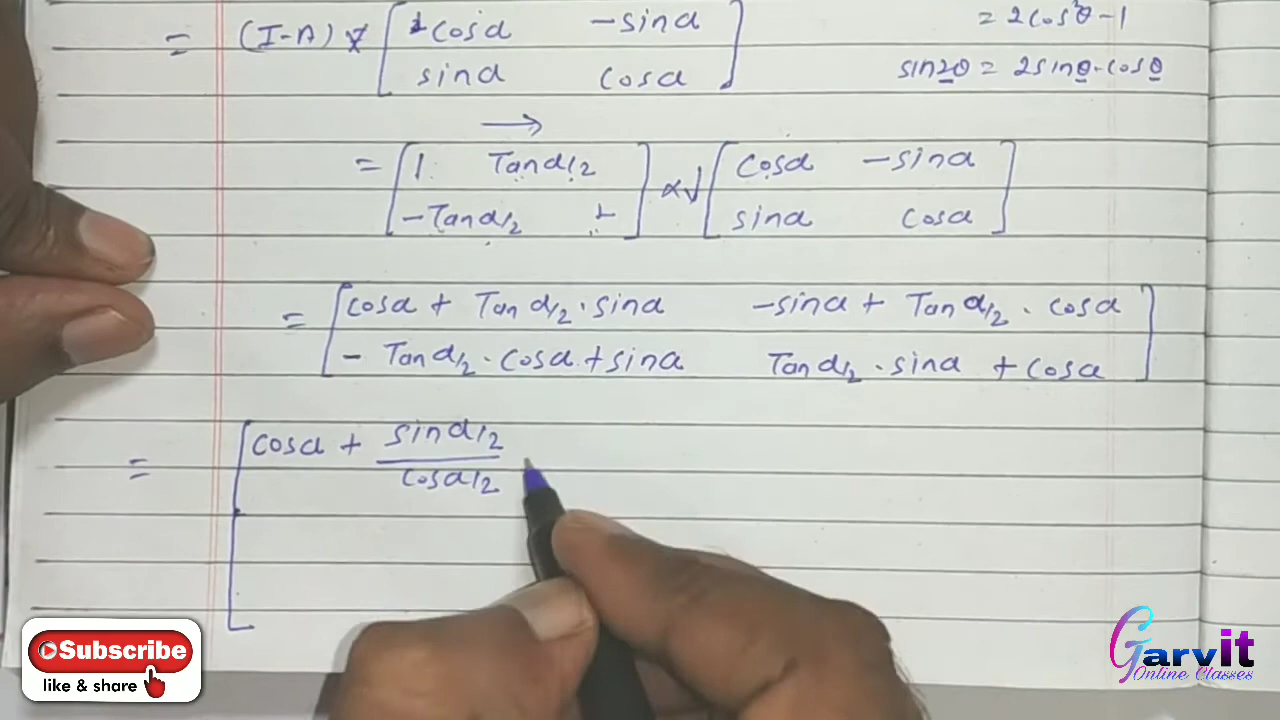 = (I-A) × [ cosα -sinα
sinα cosα ]
= 2cos²θ-1
sin2θ = 2sinθ·cosθ
= [ 1 Tanα/2
-Tanα/2 1 ] [ cosα -sinα
sinα cosα ]
= [ cosα + Tanα/2 · sinα -sinα + Tanα/2 · cosα
- Tanα/2 · cosα + sinα Tanα/2 · sinα + cosα ]
= [ cosα + sinα/2
cosα/2
Subscribe
like & share
Garvit
Online Classes